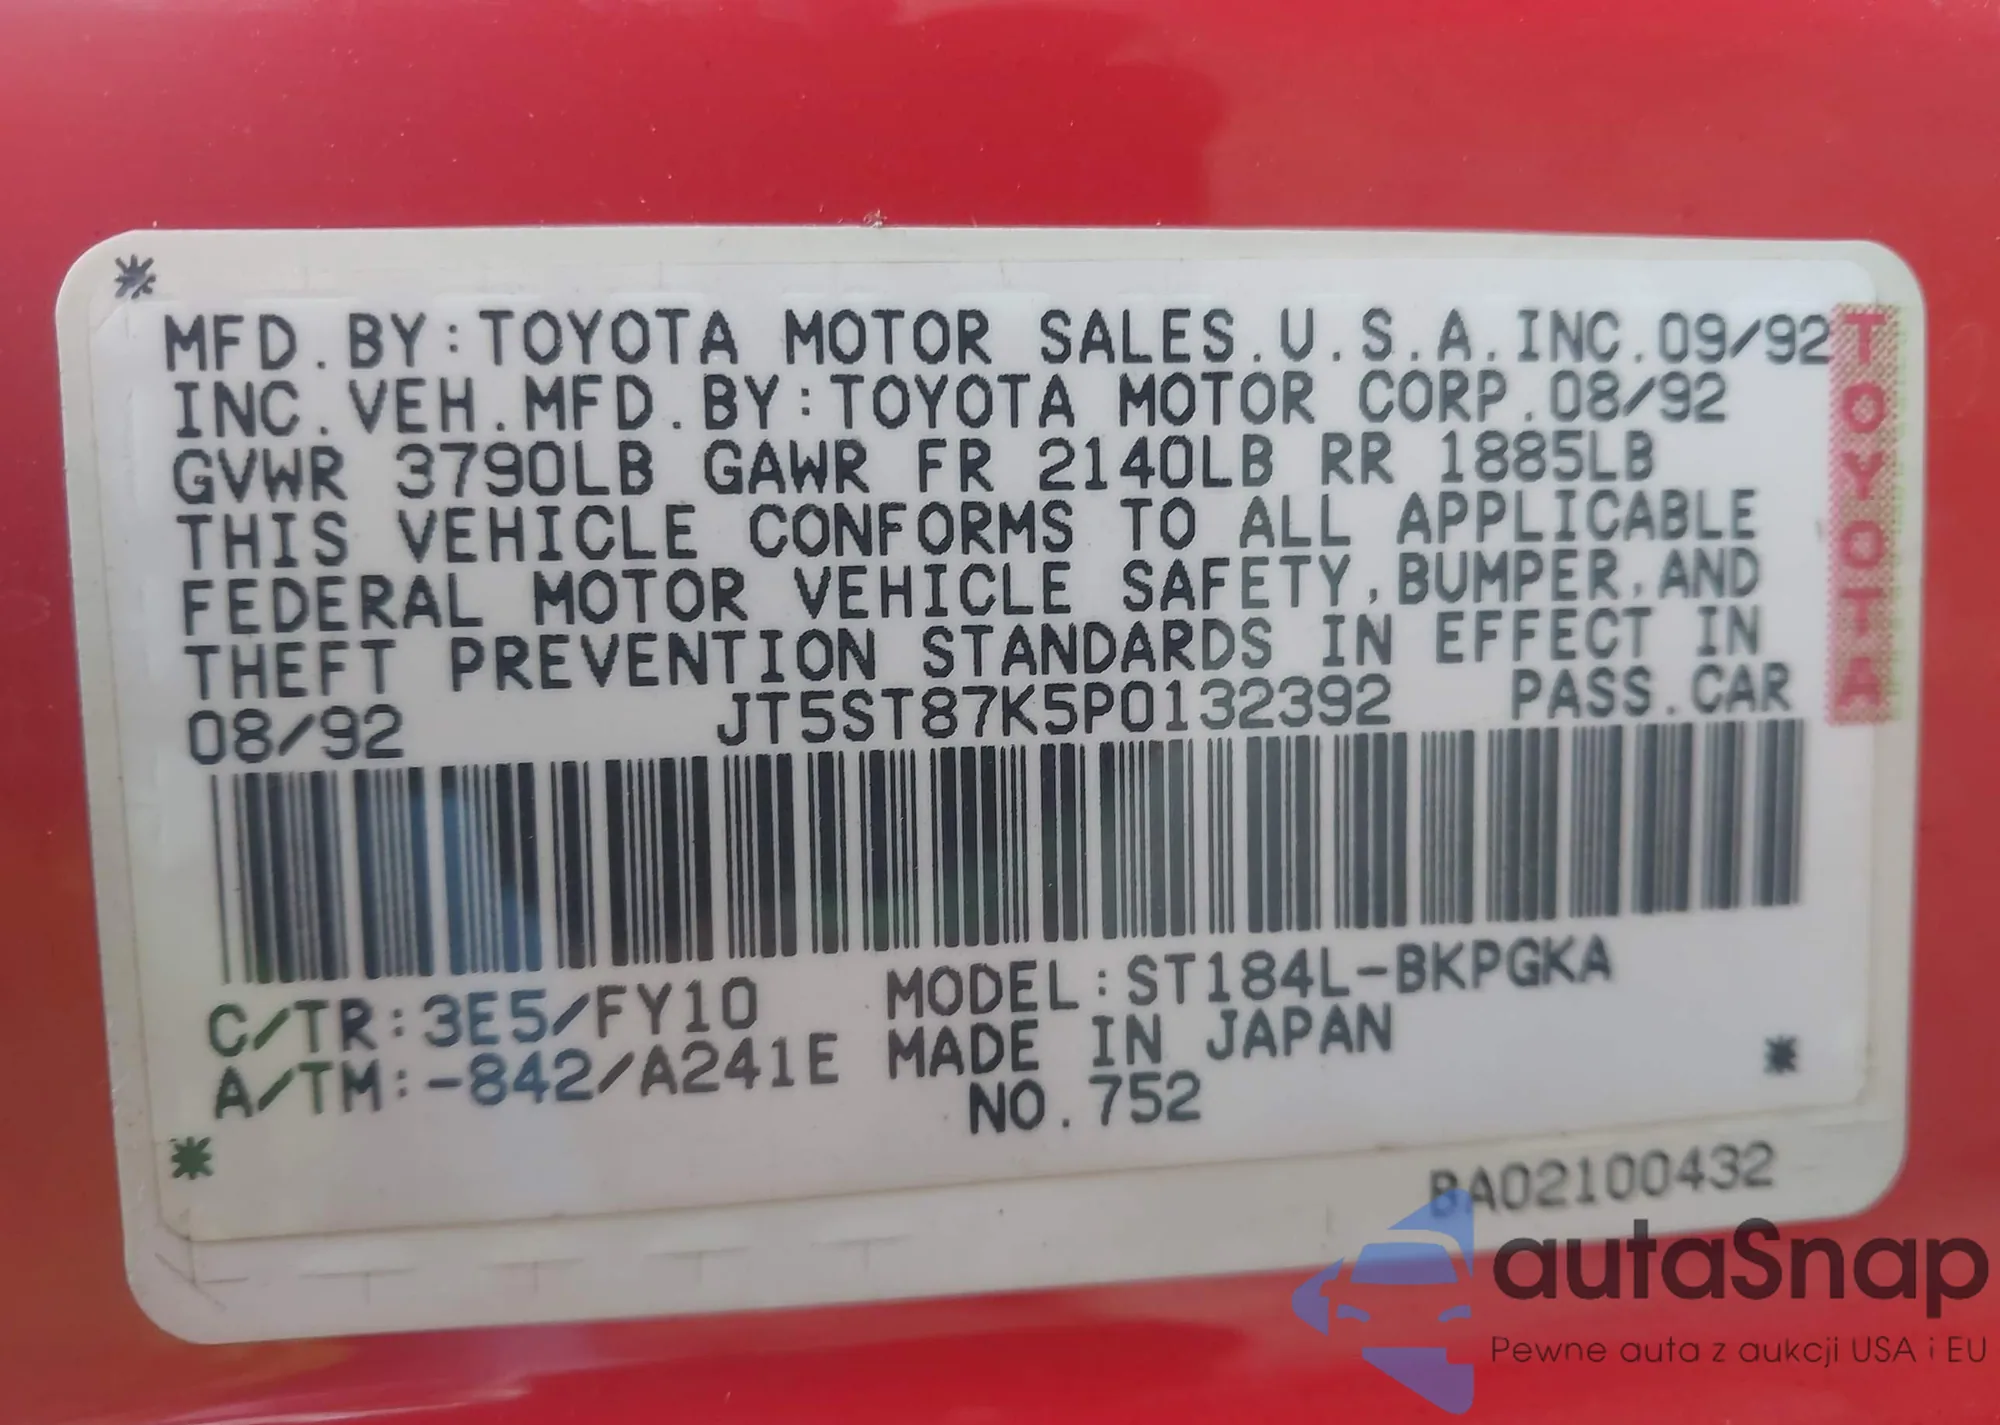 MFD.BY:TOYOTA MOTOR SALES.U.S.A.INC.09/92
INC.VEH.MFD.BY:TOYOTA MOTOR CORP.08/92
GVWR 3790LB GAWR FR 2140LB RR 1885LB
THIS VEHICLE CONFORMS TO ALL APPLICABLE
FEDERAL MOTOR VEHICLE SAFETY,BUMPER,AND
THEFT PREVENTION STANDARDS IN EFFECT IN
08/92 JT5ST87K5P0132392 PASS.CAR
TOYOTA
C/TR:3E5/FY10 MODEL:ST184L-BKPGKA
A/TM:-842/A241E MADE IN JAPAN
NO.752
BA02100432
autaSnap
Pewne auta z aukcji USA i EU